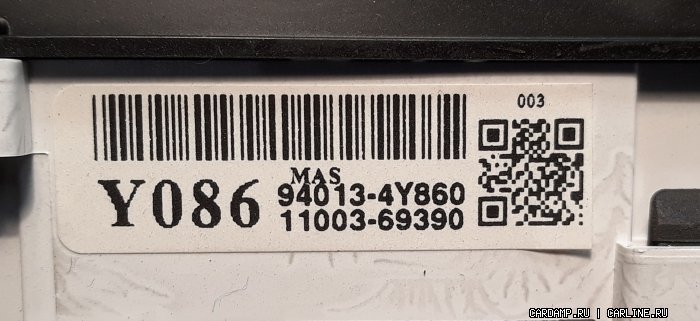 003
MAS
Y086 94013-4Y860
11003-69390
CARDAMP.RU | CARLINE.RU